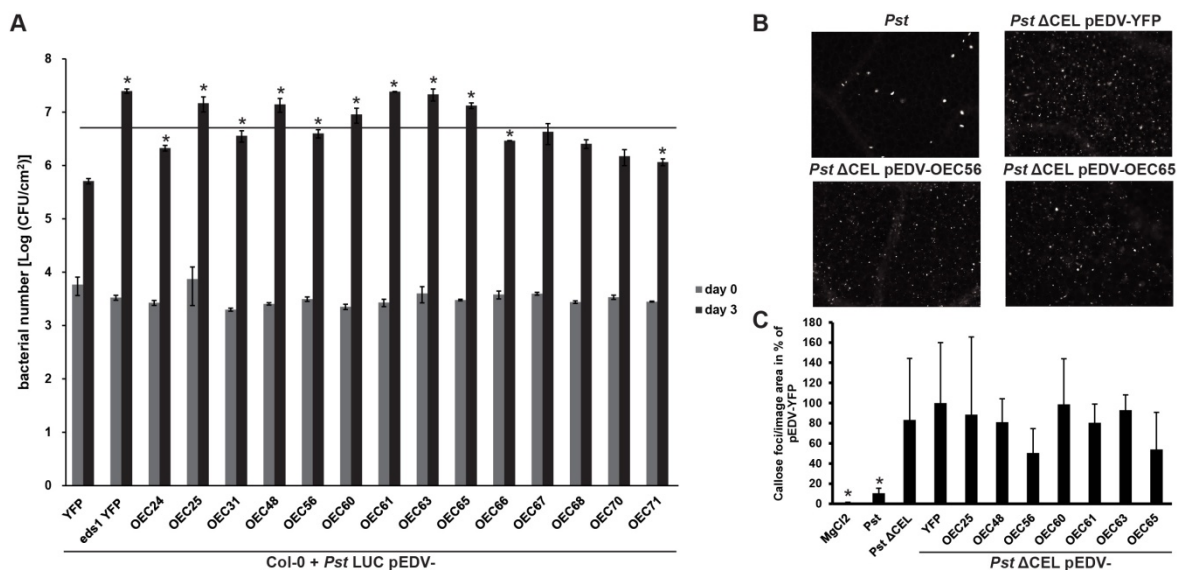 A
bacterial number [Log (CFU/cm²)]
8
7
6
5
4
3
2
1
0
* * * * * * * * * * *
YFP
eds1 YFP
OEC24
OEC25
OEC31
OEC48
OEC56
OEC60
OEC61
OEC63
OEC65
OEC66
OEC67
OEC68
OEC70
OEC71
Col-0 + Pst LUC pEDV-
day 0
day 3
B
Pst
Pst ΔCEL pEDV-YFP
Pst ΔCEL pEDV-OEC56
Pst ΔCEL pEDV-OEC65
C
Callose foci/image area in % of
pEDV-YFP
180
160
140
120
100
80
60
40
20
0
* *
MgCl2
Pst
Pst ΔCEL
YFP
OEC25
OEC48
OEC56
OEC60
OEC61
OEC63
OEC65
Pst ΔCEL pEDV-